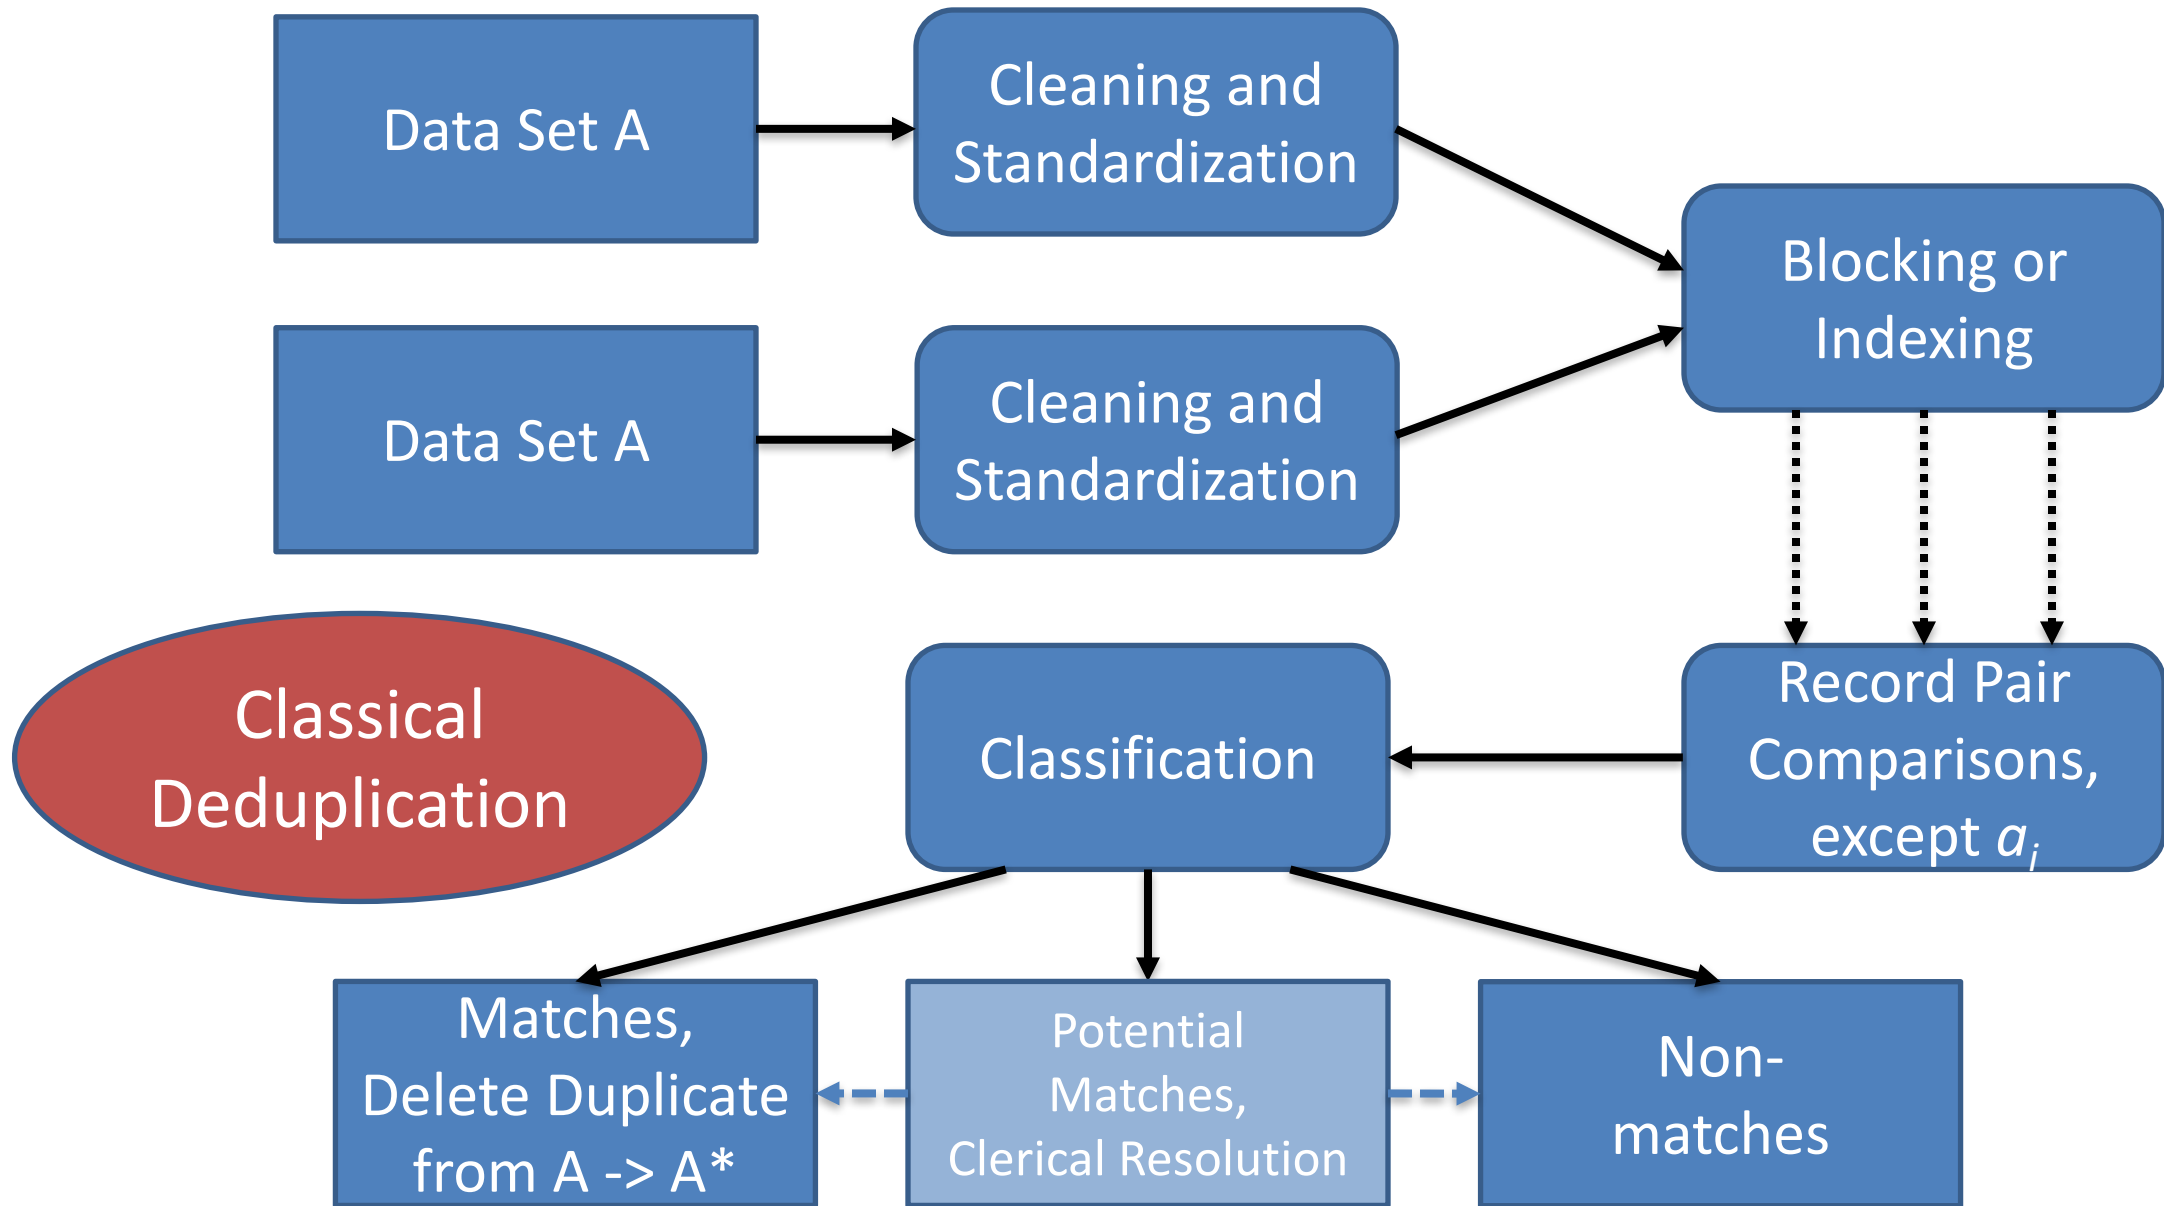 Data Set A
Cleaning and
Standardization
Data Set A
Cleaning and
Standardization
Blocking or
Indexing
Classical
Deduplication
Classification
Record Pair
Comparisons,
except aᵢ
Matches,
Delete Duplicate
from A -> A*
Potential
Matches,
Clerical Resolution
Non-
matches